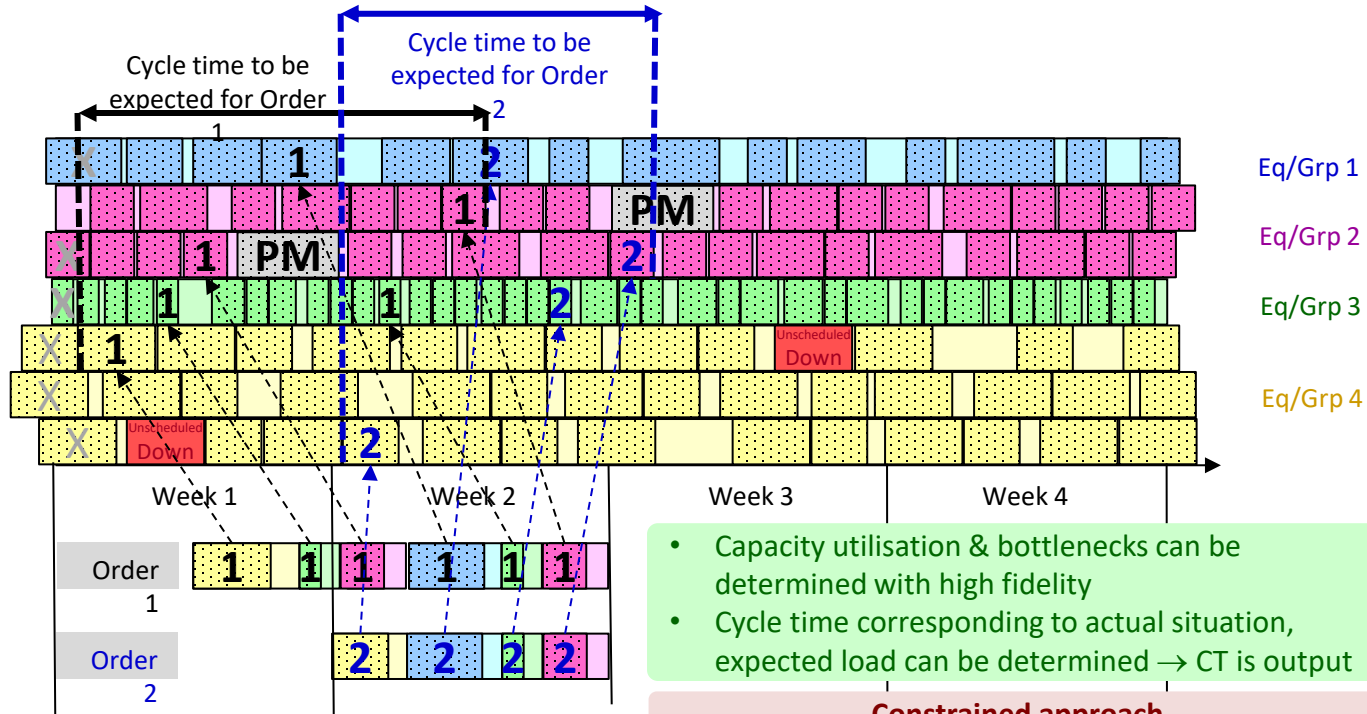 Cycle time to be
expected for Order
2
Cycle time to be
expected for Order
1
X 1 2
Eq/Grp 1
1 PM
X 1 PM 2
Eq/Grp 2
X 1 1 2
Eq/Grp 3
X 1
Unscheduled
Down
X
Eq/Grp 4
X
Unscheduled
Down
2
Week 1 Week 2 Week 3 Week 4
Order
1
1 1 1 1 1 1
Order
2
2 2 2 2
• Capacity utilisation & bottlenecks can be
determined with high fidelity
• Cycle time corresponding to actual situation,
expected load can be determined → CT is output
Constrained approach